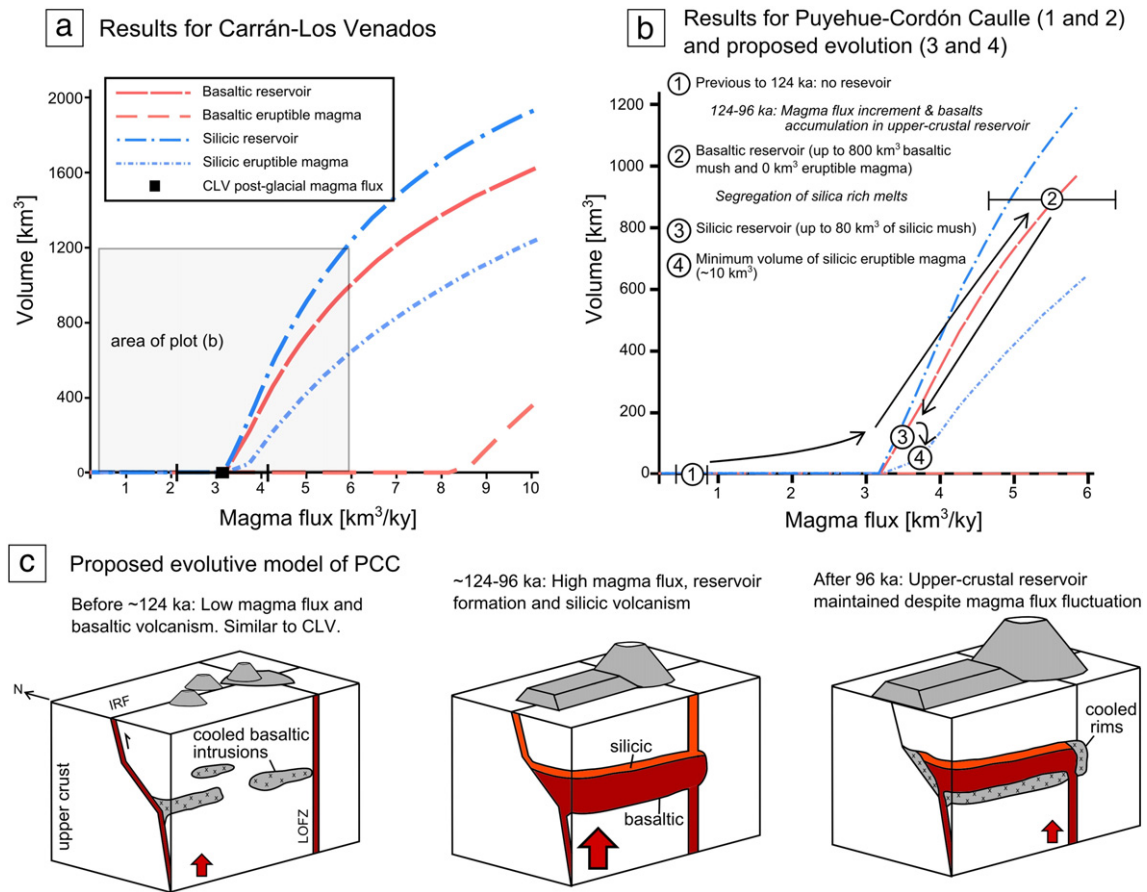 a Results for Carrán-Los Venados
Basaltic reservoir
Basaltic eruptible magma
Silicic reservoir
Silicic eruptible magma
CLV post-glacial magma flux
area of plot (b)
Volume [km³]
2000
1600
1200
800
400
0
1 2 3 4 5 6 7 8 9 10
Magma flux [km³/ky]
b Results for Puyehue-Cordón Caulle (1 and 2)
and proposed evolution (3 and 4)
1 Previous to 124 ka: no resevoir
124-96 ka: Magma flux increment & basalts
accumulation in upper-crustal reservoir
2 Basaltic reservoir (up to 800 km³ basaltic
mush and 0 km³ eruptible magma)
Segregation of silica rich melts
3 Silicic reservoir (up to 80 km³ of silicic mush)
4 Minimum volume of silicic eruptible magma
(~10 km³)
2
3
4
1
Volume [km³]
1200
1000
800
600
400
200
0
1 2 3 4 5 6
Magma flux [km³/ky]
c Proposed evolutive model of PCC
Before ~124 ka: Low magma flux and
basaltic volcanism. Similar to CLV.
N
IRF
cooled basaltic
intrusions
upper crust
LOFZ
~124-96 ka: High magma flux, reservoir
formation and silicic volcanism
silicic
basaltic
After 96 ka: Upper-crustal reservoir
maintained despite magma flux fluctuation
cooled
rims